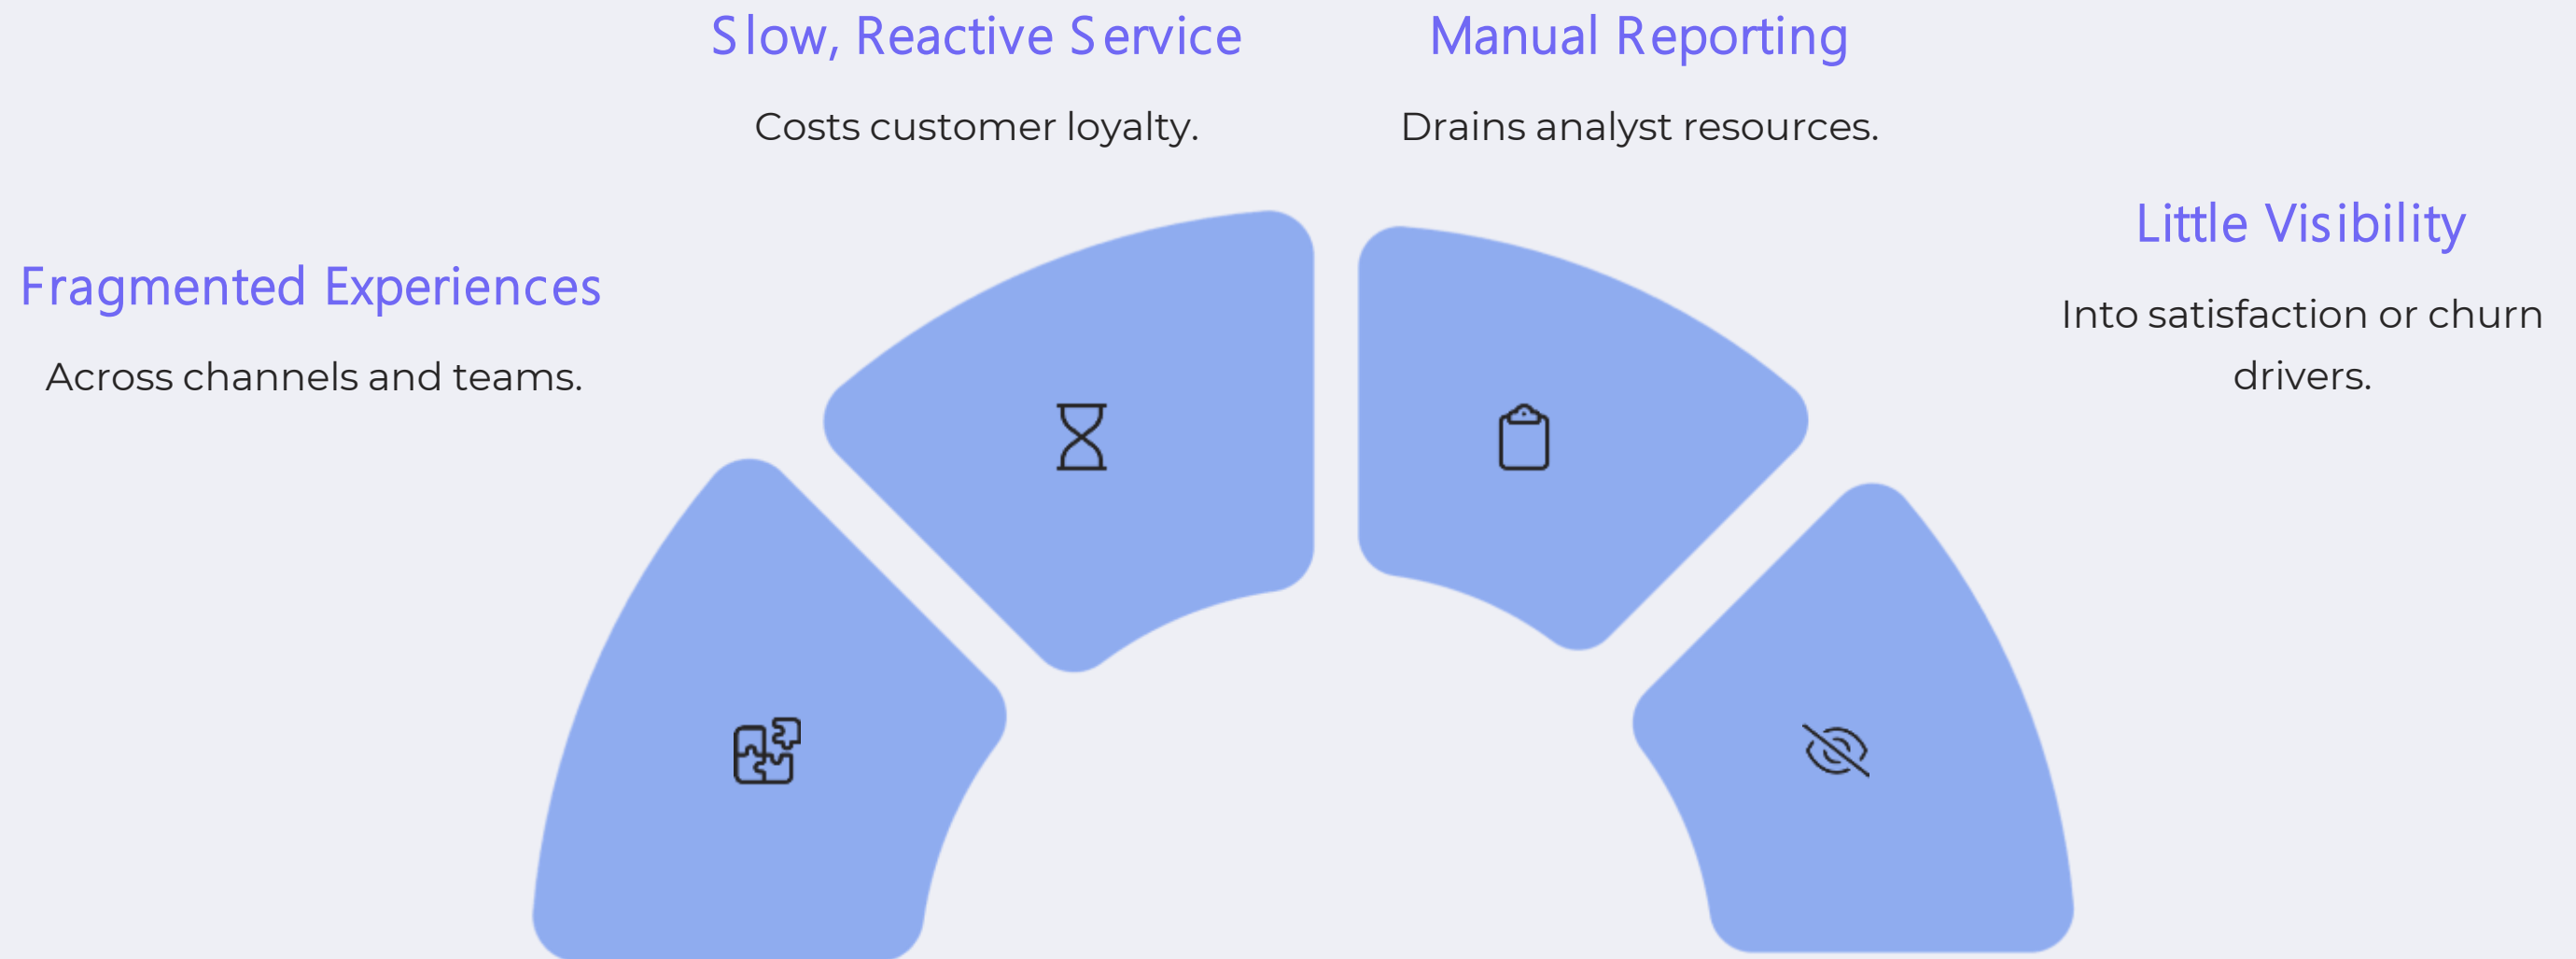 Slow, Reactive Service
Costs customer loyalty.
Manual Reporting
Drains analyst resources.
Fragmented Experiences
Across channels and teams.
Little Visibility
Into satisfaction or churn
drivers.